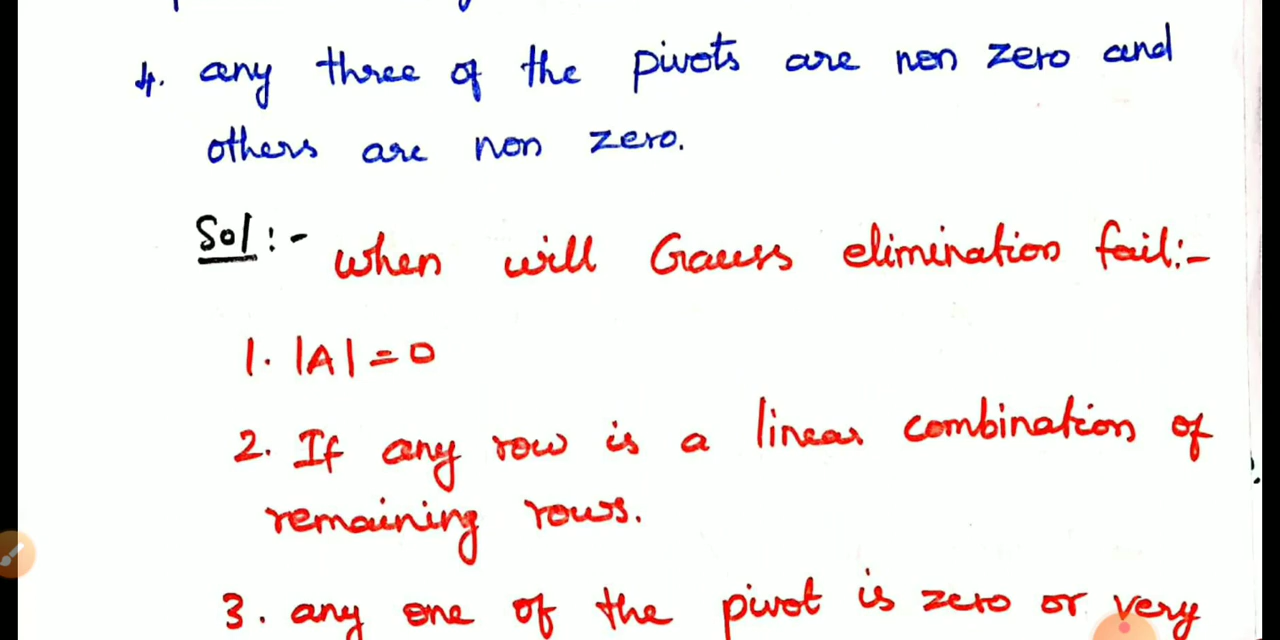 4. any three of the pivots are non zero and
others are non zero.
Sol:-
When will Gauss elimination fail:-
1. |A| = 0
2. If any row is a linear combination of
remaining rows.
3. any one of the pivot is zero or very